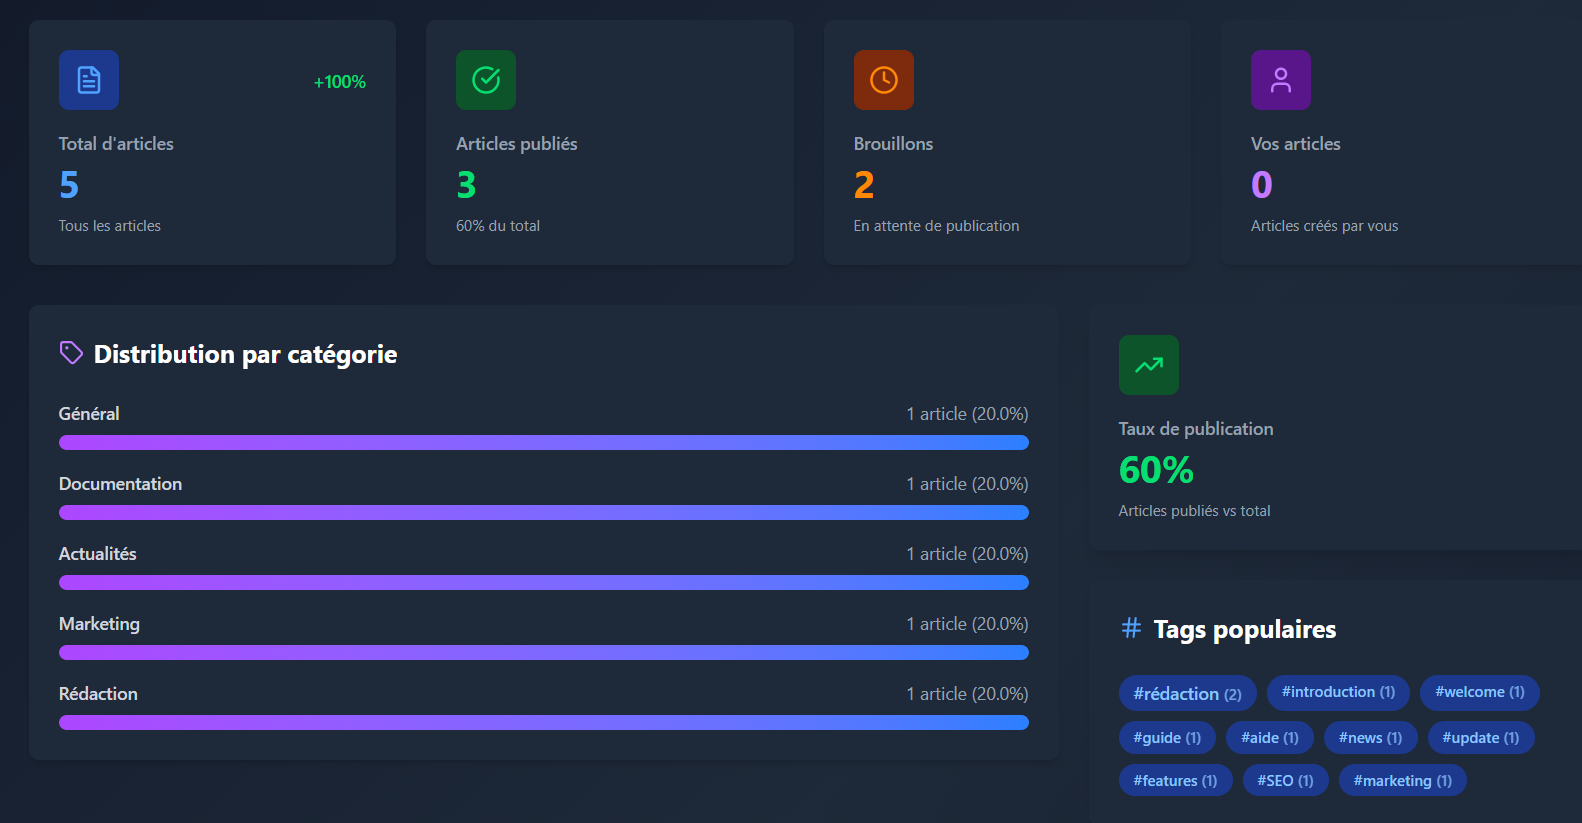 +100%
Total d'articles
5
Tous les articles
Articles publiés
3
60% du total
Brouillons
2
En attente de publication
Vos articles
0
Articles créés par vous
Distribution par catégorie
Général 1 article (20.0%)
Documentation 1 article (20.0%)
Actualités 1 article (20.0%)
Marketing 1 article (20.0%)
Rédaction 1 article (20.0%)
Taux de publication
60%
Articles publiés vs total
# Tags populaires
#rédaction (2) #introduction (1) #welcome (1)
#guide (1) #aide (1) #news (1) #update (1)
#features (1) #SEO (1) #marketing (1)